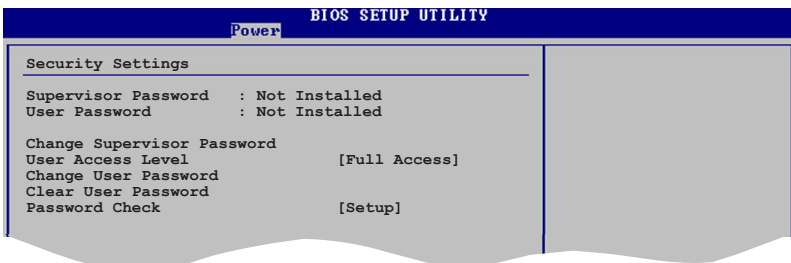 BIOS SETUP UTILITY
Power
Security Settings
Supervisor Password : Not Installed
User Password : Not Installed
Change Supervisor Password
User Access Level [Full Access]
Change User Password
Clear User Password
Password Check [Setup]